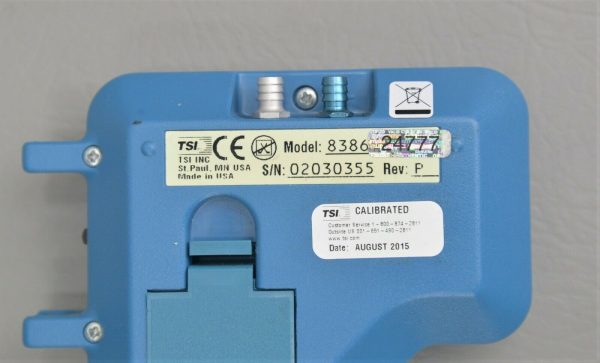 TSI CE Model: 8386 24777
TSI INC
St. Paul, MN USA
Made in USA
S/N: 02030355 Rev: P
TSI CALIBRATED
Customer Service 1-800-874-2811
Outside US 001-651-490-2811
www.tsi.com
Date: AUGUST 2015